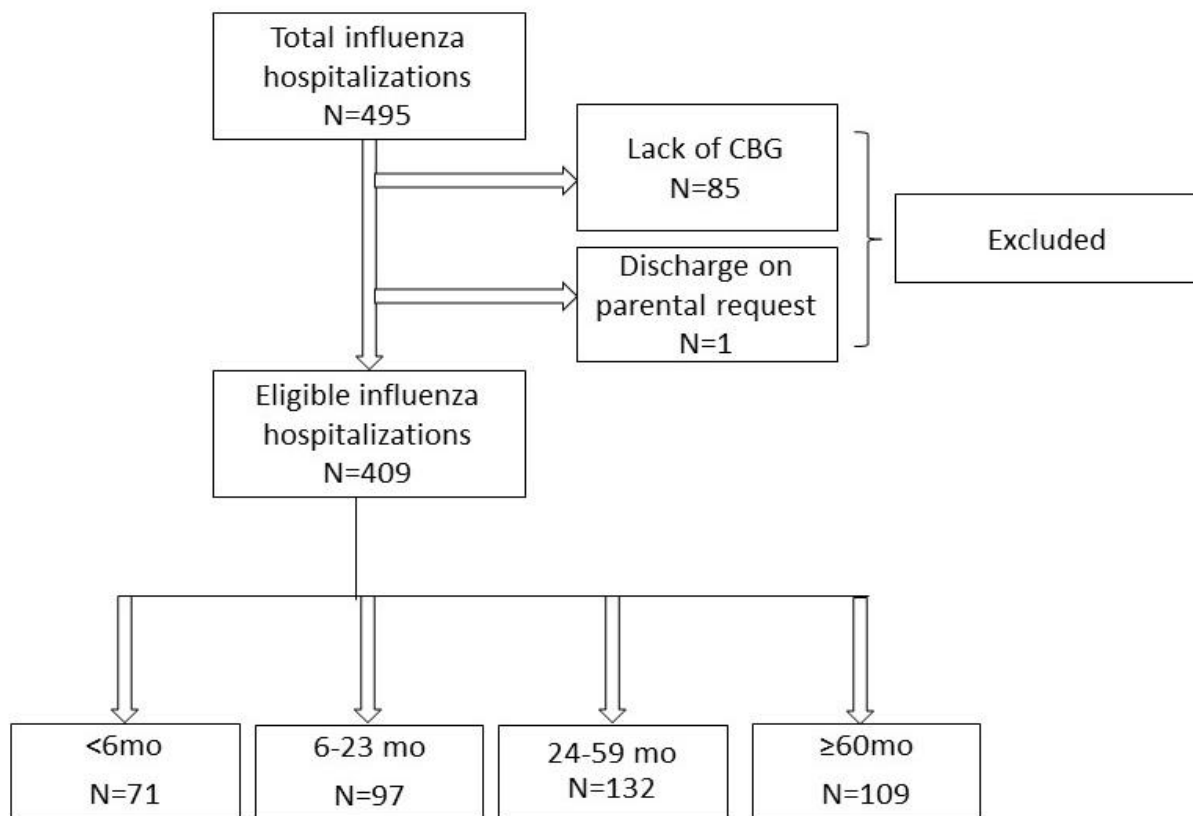 Total influenza
hospitalizations
N=495
Lack of CBG
N=85
Excluded
Discharge on
parental request
N=1
Eligible influenza
hospitalizations
N=409
<6mo
N=71
6-23 mo
N=97
24-59 mo
N=132
≥60mo
N=109